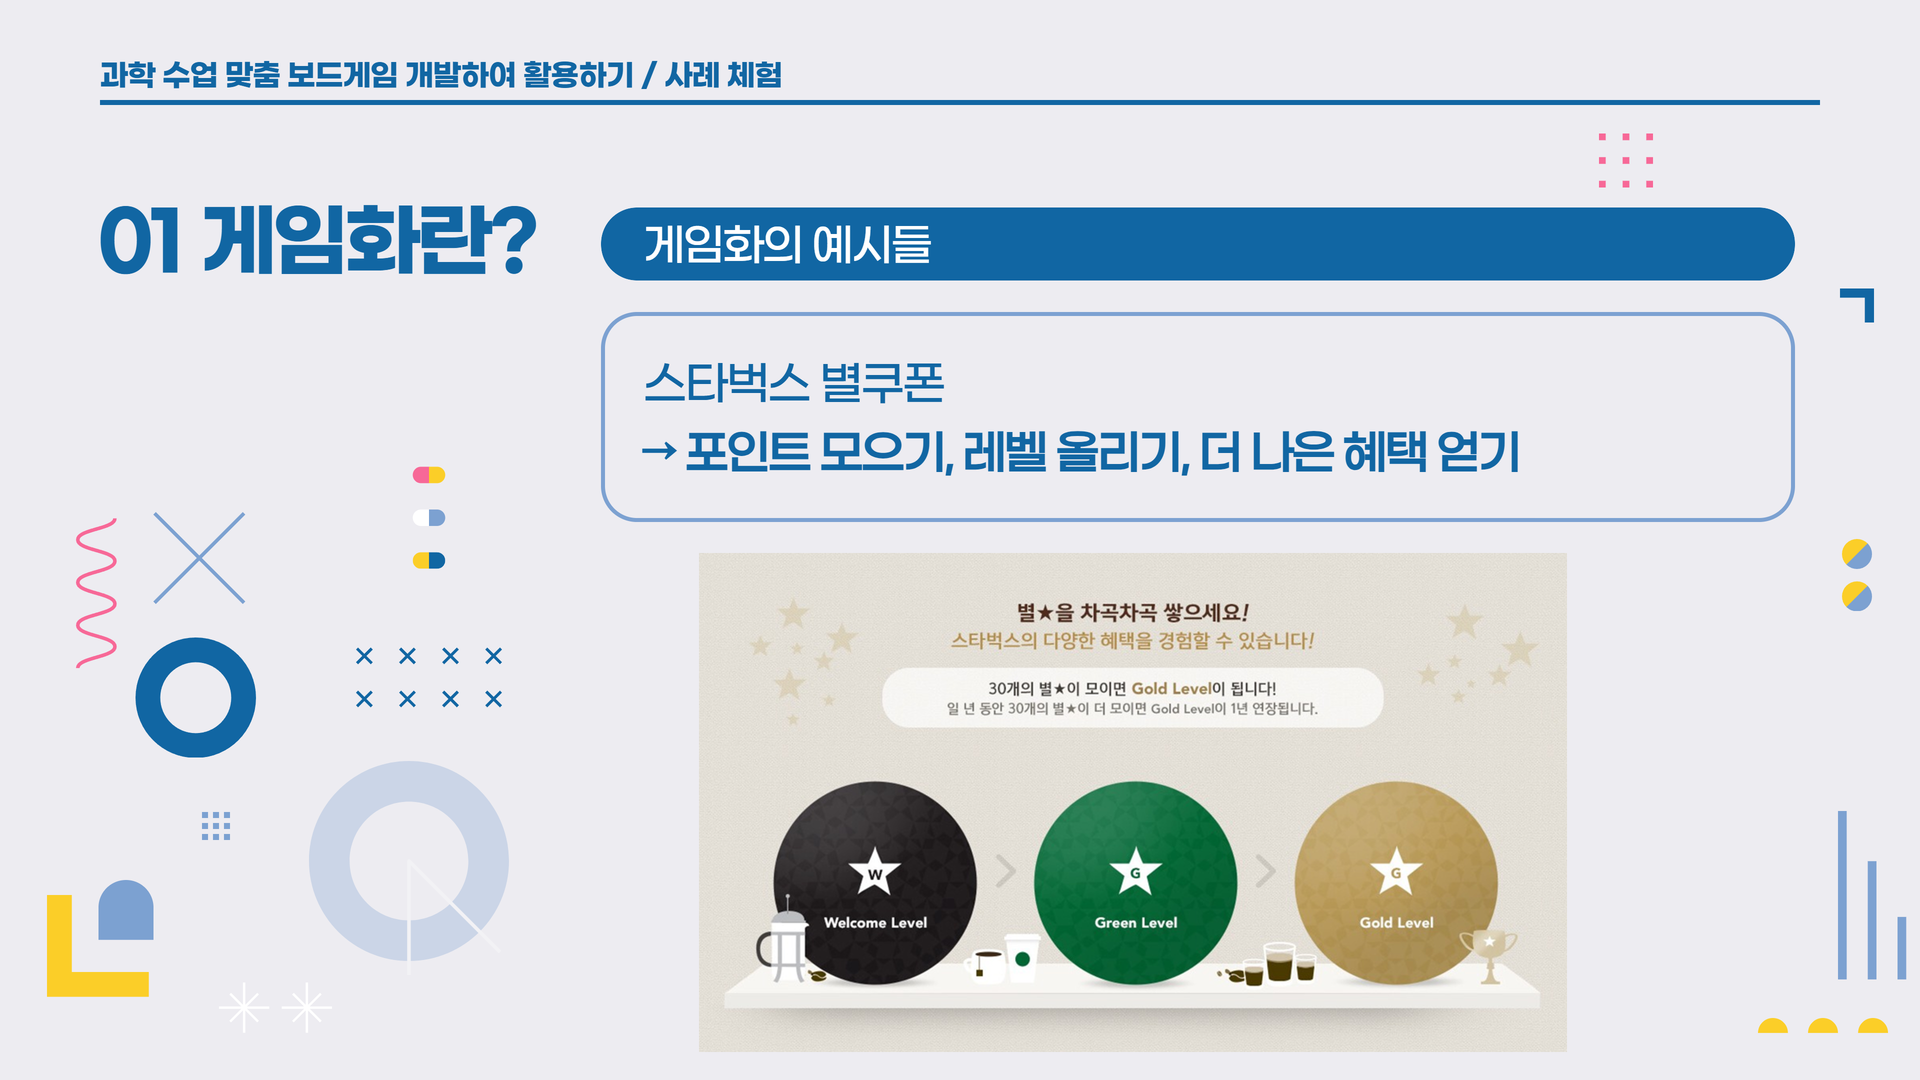 과학 수업 맞춤 보드게임 개발하여 활용하기 / 사례 체험
01 게임화란?
게임화의 예시들
스타벅스 별쿠폰
→ 포인트 모으기, 레벨 올리기, 더 나은 혜택 얻기
별★을 차곡차곡 쌓으세요!
스타벅스의 다양한 혜택을 경험할 수 있습니다!
30개의 별★이 모이면 Gold Level이 됩니다!
일 년 동안 30개의 별★이 더 모이면 Gold Level이 1년 연장됩니다.
W
Welcome Level
G
Green Level
G
Gold Level